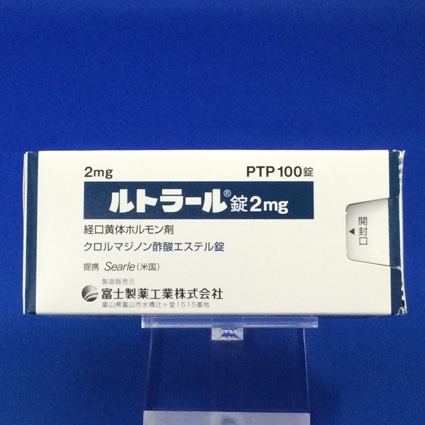 2mg
PTP 100錠
ルトラール®錠2mg
経口黄体ホルモン剤
クロルマジノン酢酸エステル錠
提携 Searle(米国)
製造販売元
富士製薬工業株式会社
富山県富山市水橋辻ヶ堂1515番地
◀開封口